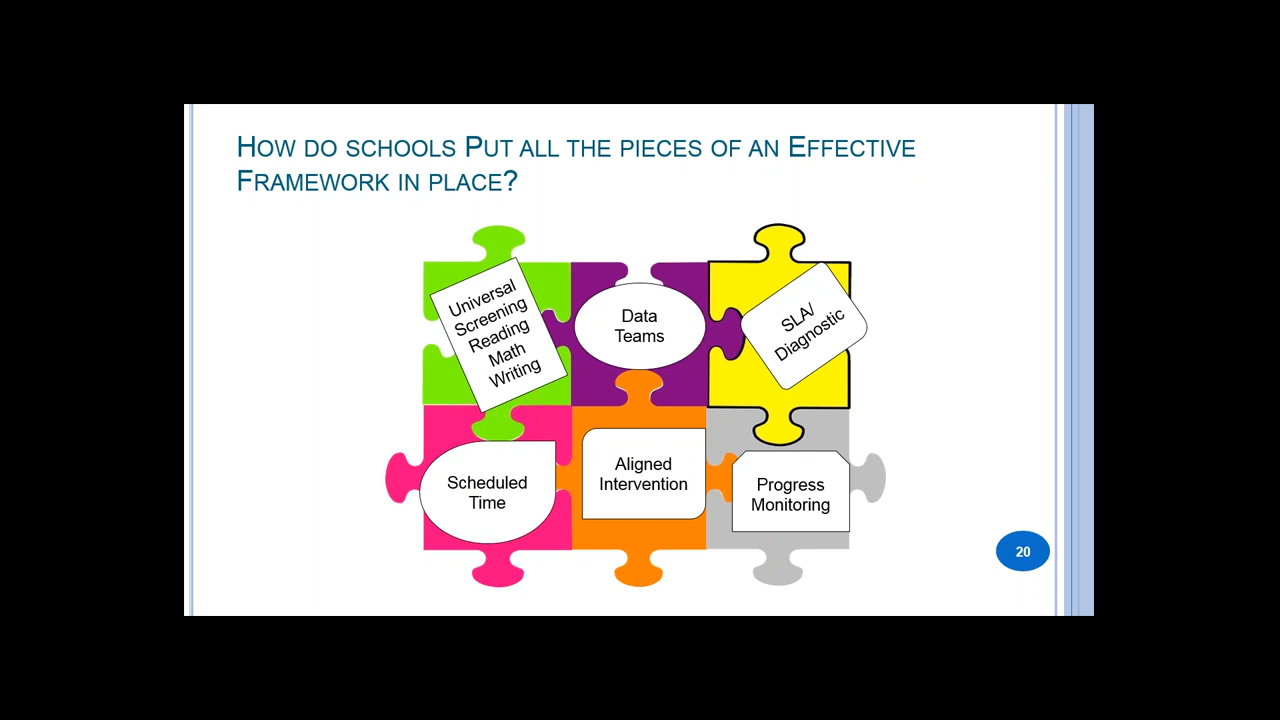 HOW DO SCHOOLS PUT ALL THE PIECES OF AN EFFECTIVE
FRAMEWORK IN PLACE?
Universal
Screening
Reading
Math
Writing
Data
Teams
SLA/
Diagnostic
Scheduled
Time
Aligned
Intervention
Progress
Monitoring
20